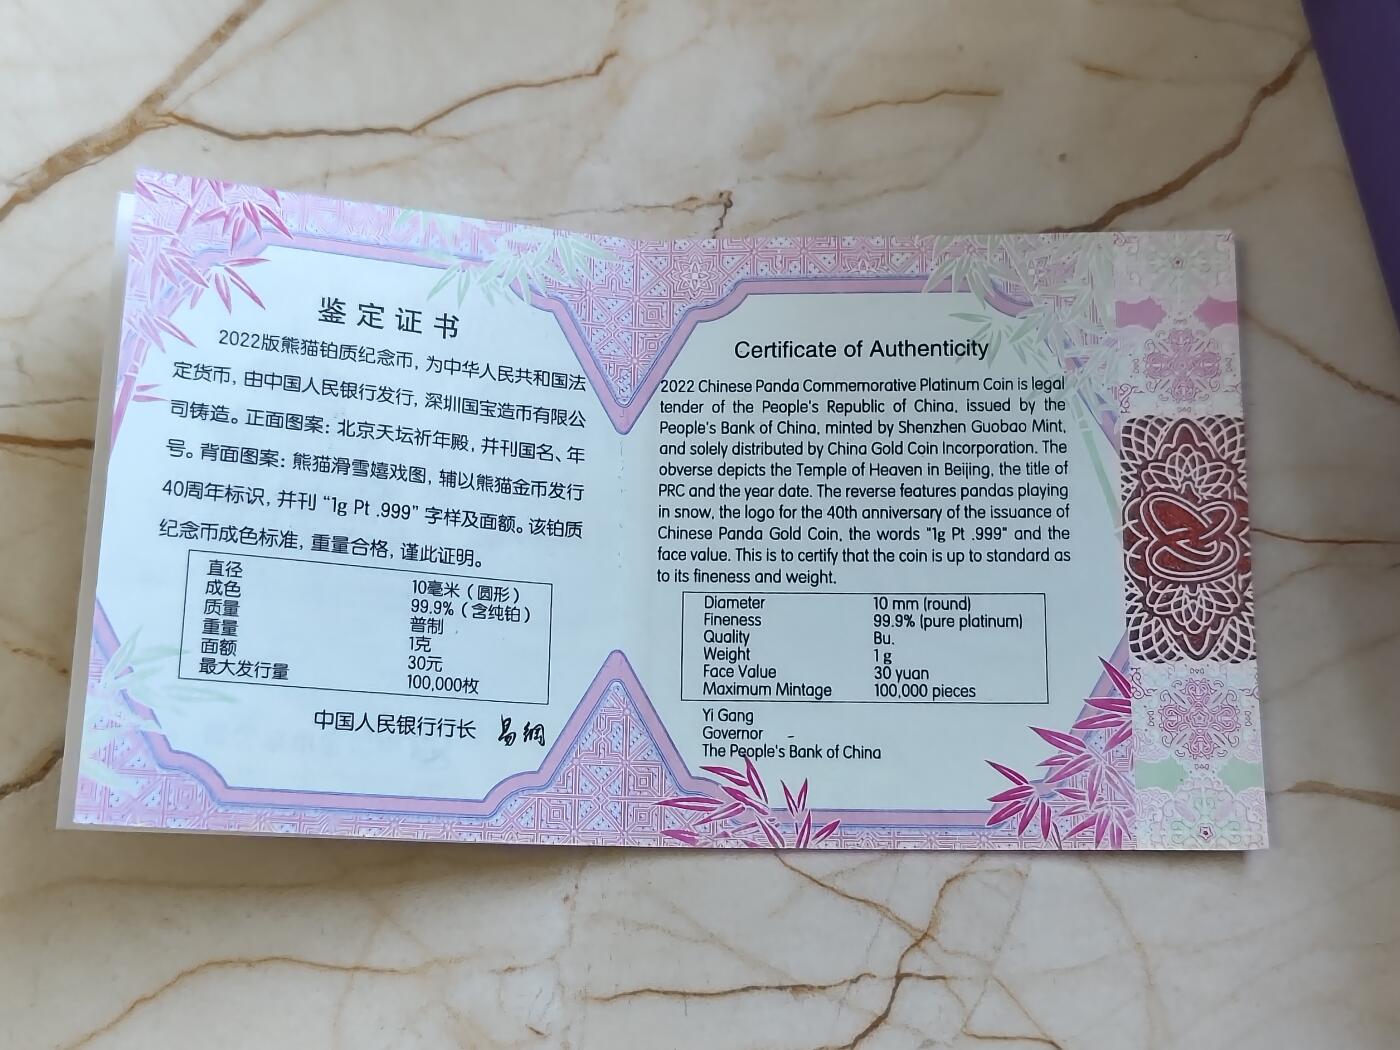 鉴定证书
2022版熊猫铂质纪念币，为中华人民共和国法
定货币，由中国人民银行发行，深圳国宝造币有限公
司铸造。正面图案：北京天坛祈年殿，并刊国名、年
号。背面图案：熊猫滑雪嬉戏图，辅以熊猫金币发行
40周年标识，并刊“1g Pt .999”字样及面额。该铂质
纪念币成色标准，重量合格，谨此证明。
直径 10毫米（圆形）
成色 99.9%（含纯铂）
质量 普制
重量 1克
面额 30元
最大发行量 100,000枚
中国人民银行行长 易纲
Certificate of Authenticity
2022 Chinese Panda Commemorative Platinum Coin is legal
tender of the People's Republic of China, issued by the
People's Bank of China, minted by Shenzhen Guobao Mint,
and solely distributed by China Gold Coin Incorporation. The
obverse depicts the Temple of Heaven in Beijing, the title of
PRC and the year date. The reverse features pandas playing
in snow, the logo for the 40th anniversary of the issuance of
Chinese Panda Gold Coin, the words "1g Pt .999" and the
face value. This is to certify that the coin is up to standard as
to its fineness and weight.
Diameter 10 mm (round)
Fineness 99.9% (pure platinum)
Quality Bu.
Weight 1 g
Face Value 30 yuan
Maximum Mintage 100,000 pieces
Yi Gang
Governor
The People's Bank of China